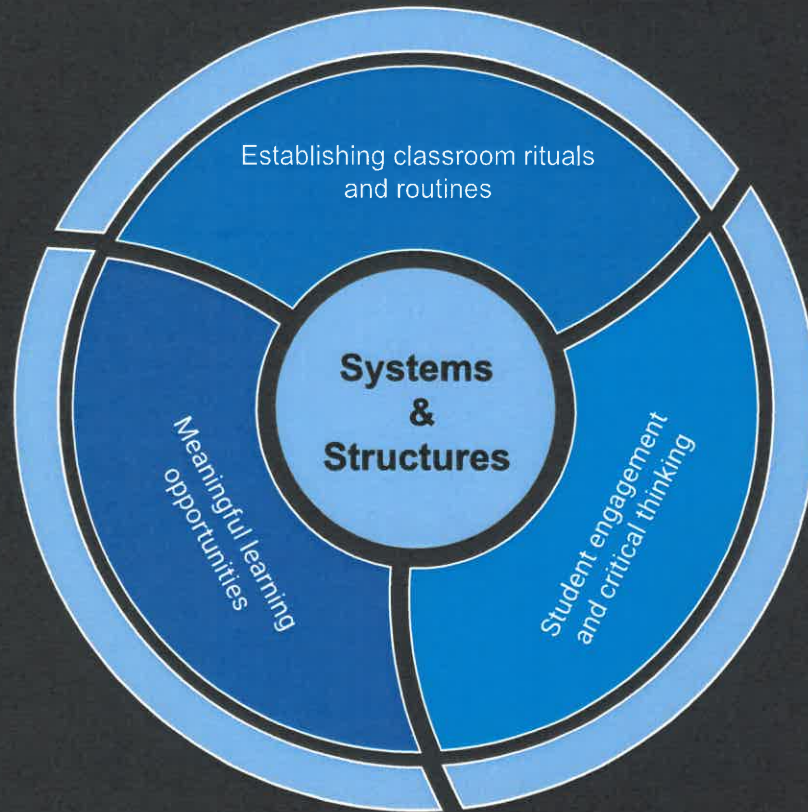 Establishing classroom rituals
and routines
Systems
&
Structures
Meaningful learning
opportunities
Student engagement
and critical thinking